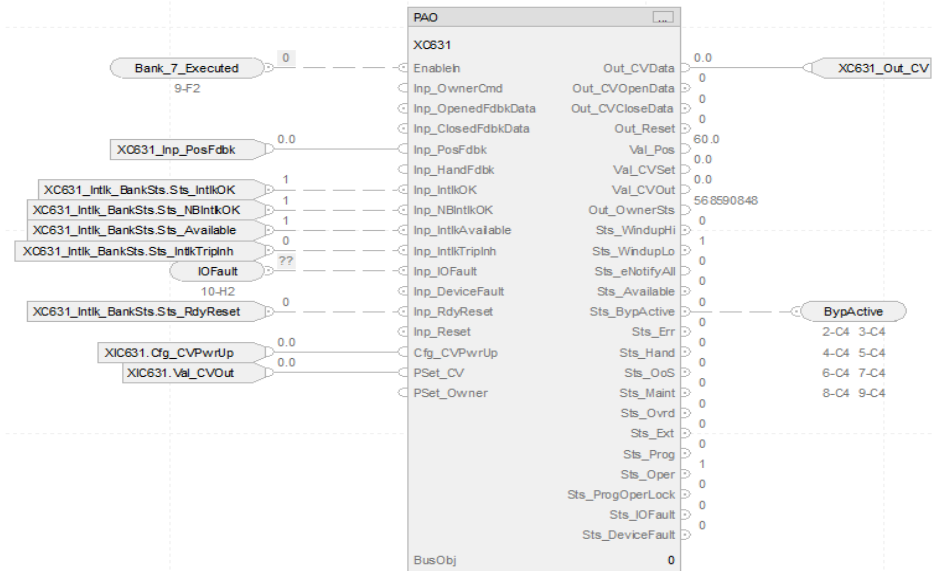 PAO ...
XC631
Bank_7_Executed 0 EnableIn Out_CVData 0.0 XC631_Out_CV
9-F2 Inp_OwnerCmd Out_CVOpenData 0
Inp_OpenedFdbkData Out_CVCloseData 0
Inp_ClosedFdbkData Out_Reset 0
XC631_Inp_PosFdbk 0.0 Inp_PosFdbk Val_Pos 60.0
Inp_HandFdbk Val_CVSet 0.0
XC631_Intlk_BankSts.Sts_IntlkOK 1 Inp_IntlkOK Val_CVOut 0.0
XC631_Intlk_BankSts.Sts_NBIntlkOK 1 Inp_NBIntlkOK Out_OwnerSts 568590848
XC631_Intlk_BankSts.Sts_Available 1 Inp_IntlkAvailable Sts_WindupHi 0
XC631_Intlk_BankSts.Sts_IntlkTripInh 0 Inp_IntlkTripInh Sts_WindupLo 1
IOFault ?? Inp_IOFault Sts_eNotifyAll 0
10-H2 Inp_DeviceFault Sts_Available 0
XC631_Intlk_BankSts.Sts_RdyReset 0 Inp_RdyReset Sts_BypActive 0 BypActive
Inp_Reset Sts_Err 0 2-C4 3-C4
XIC631.Cfg_CVPwrUp 0.0 Cfg_CVPwrUp Sts_Hand 0 4-C4 5-C4
XIC631.Val_CVOut 0.0 PSet_CV Sts_OoS 0 6-C4 7-C4
PSet_Owner Sts_Maint 0 8-C4 9-C4
Sts_Ovrd 0
Sts_Ext 0
Sts_Prog 0
Sts_Oper 1
Sts_ProgOperLock 0
Sts_IOFault 0
Sts_DeviceFault 0
BusObj 0